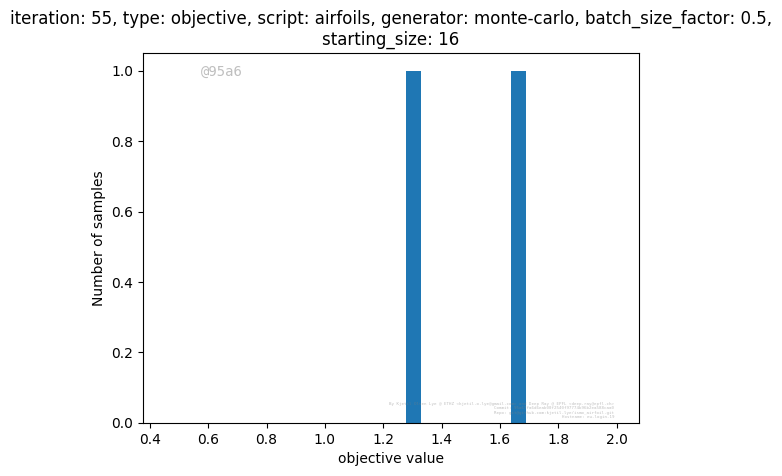 iteration: 55, type: objective, script: airfoils, generator: monte-carlo, batch_size_factor: 0.5,
starting_size: 16
@95a6
1.0
0.8
0.6
0.4
0.2
0.0
Number of samples
0.4 0.6 0.8 1.0 1.2 1.4 1.6 1.8 2.0
objective value